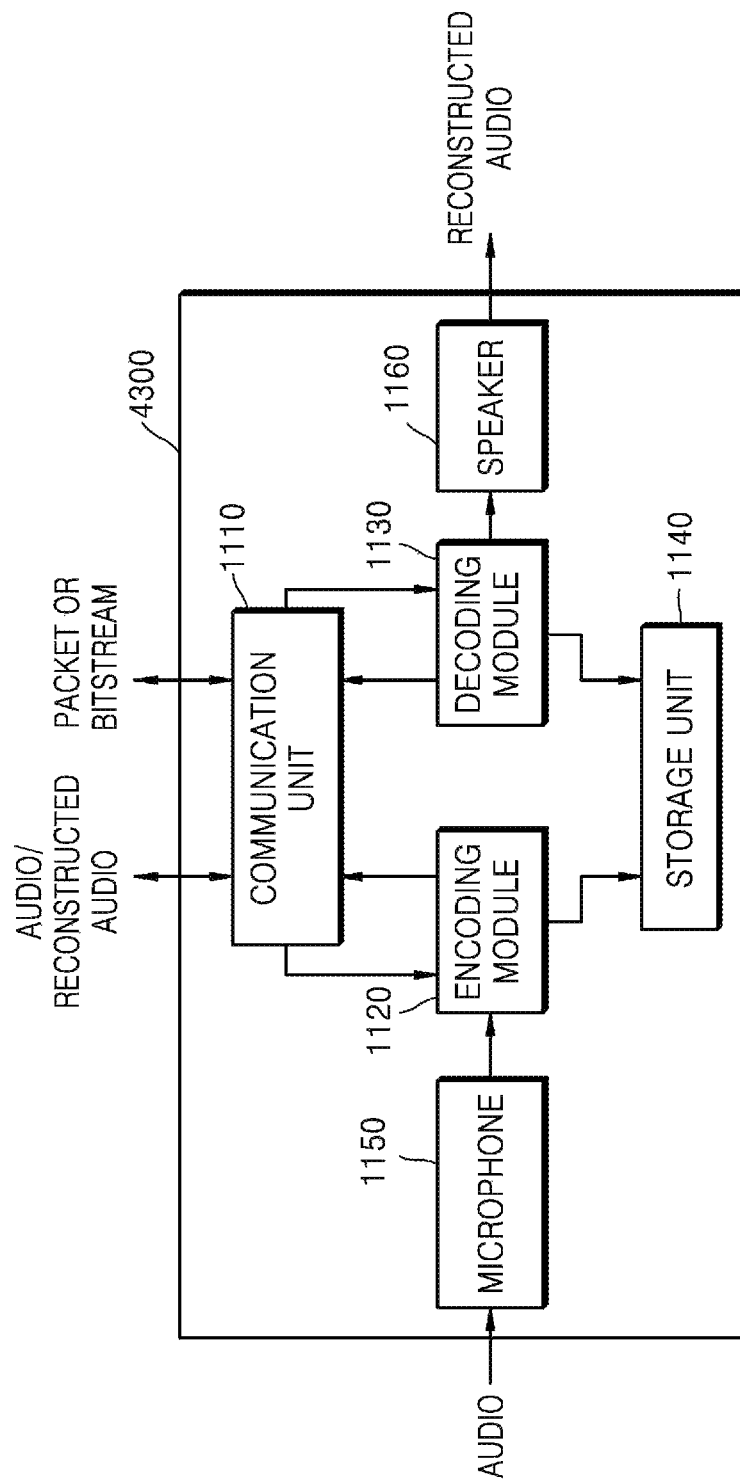 AUDIO/
RECONSTRUCTED
AUDIO
PACKET OR
BITSTREAM
4300
1110
COMMUNICATION
UNIT
1150
1120
1130
1160
AUDIO
MICROPHONE
ENCODING
MODULE
DECODING
MODULE
SPEAKER
RECONSTRUCTED
AUDIO
1140
STORAGE UNIT